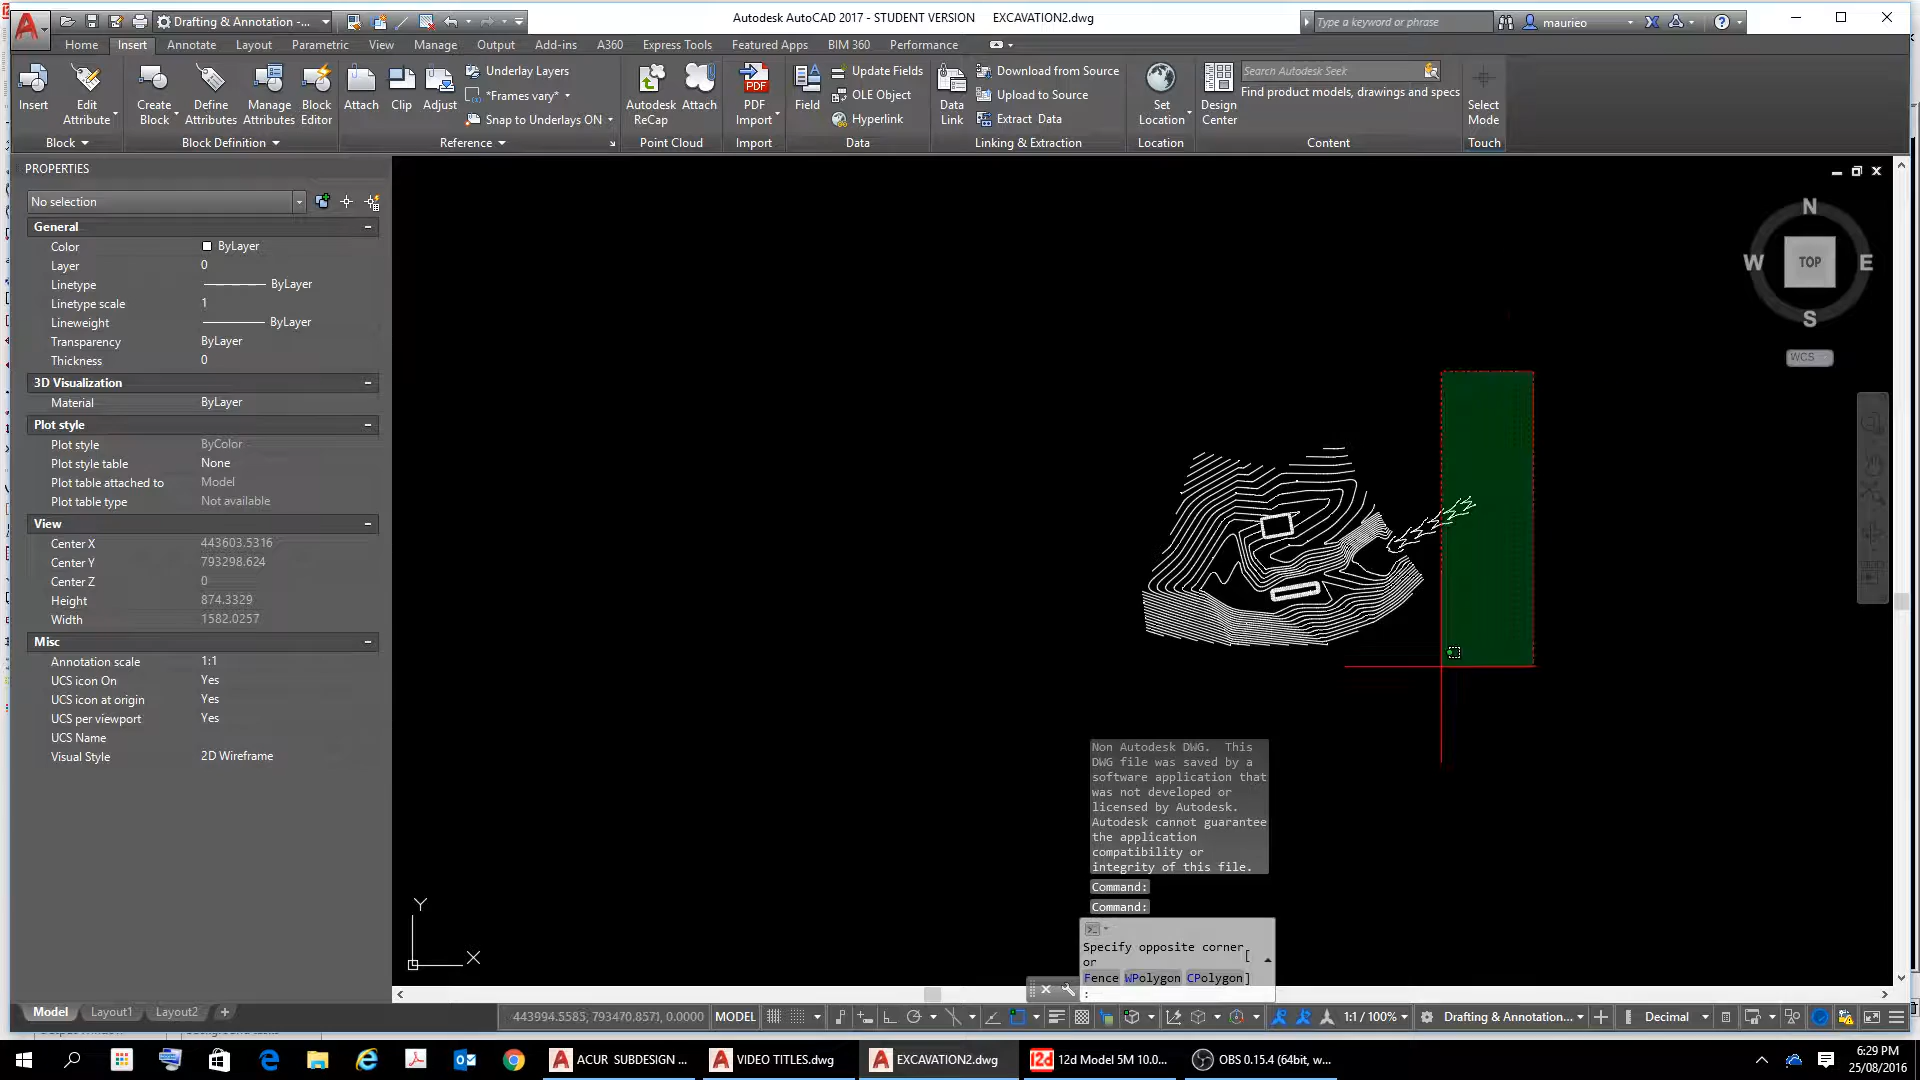 Drafting & Annotation -...
Autodesk AutoCAD 2017 - STUDENT VERSION EXCAVATION2.dwg
Type a keyword or phrase
maurieo
Home Insert Annotate Layout Parametric View Manage Output Add-ins A360 Express Tools Featured Apps BIM 360 Performance
Insert
Edit
Attribute
Create
Block
Define
Attributes
Manage
Attributes
Block
Editor
Attach
Clip
Adjust
Underlay Layers
*Frames vary*
Snap to Underlays ON
Autodesk
ReCap
Attach
PDF
PDF
Import
Field
Update Fields
OLE Object
Hyperlink
Data
Link
Download from Source
Upload to Source
Extract Data
Set
Location
Design
Center
Search Autodesk Seek
Find product models, drawings and specs
Select
Mode
Block Block Definition Reference Point Cloud Import Data Linking & Extraction Location Content Touch
PROPERTIES
No selection
General
Color ByLayer
Layer 0
Linetype ByLayer
Linetype scale 1
Lineweight ByLayer
Transparency ByLayer
Thickness 0
3D Visualization
Material ByLayer
Plot style
Plot style ByColor
Plot style table None
Plot table attached to Model
Plot table type Not available
View
Center X 443603.5316
Center Y 793298.624
Center Z 0
Height 874.3329
Width 1582.0257
Misc
Annotation scale 1:1
UCS icon On Yes
UCS icon at origin Yes
UCS per viewport Yes
UCS Name
Visual Style 2D Wireframe
N
W TOP E
S
WCS
Non Autodesk DWG. This
DWG file was saved by a
software application that
was not developed or
licensed by Autodesk.
Autodesk cannot guarantee
the application
compatibility or
integrity of this file.
Command:
Command:
Specify opposite corner
or [
Fence WPolygon CPolygon]
:
Y
X
Model Layout1 Layout2 +
443994.5585, 793470.8571, 0.0000 MODEL 1:1 / 100% Drafting & Annotation... Decimal
ACUR SUBDESIGN ... VIDEO TITLES.dwg EXCAVATION2.dwg 12d Model 5M 10.0... OBS 0.15.4 (64bit, w...
6:29 PM
25/08/2016